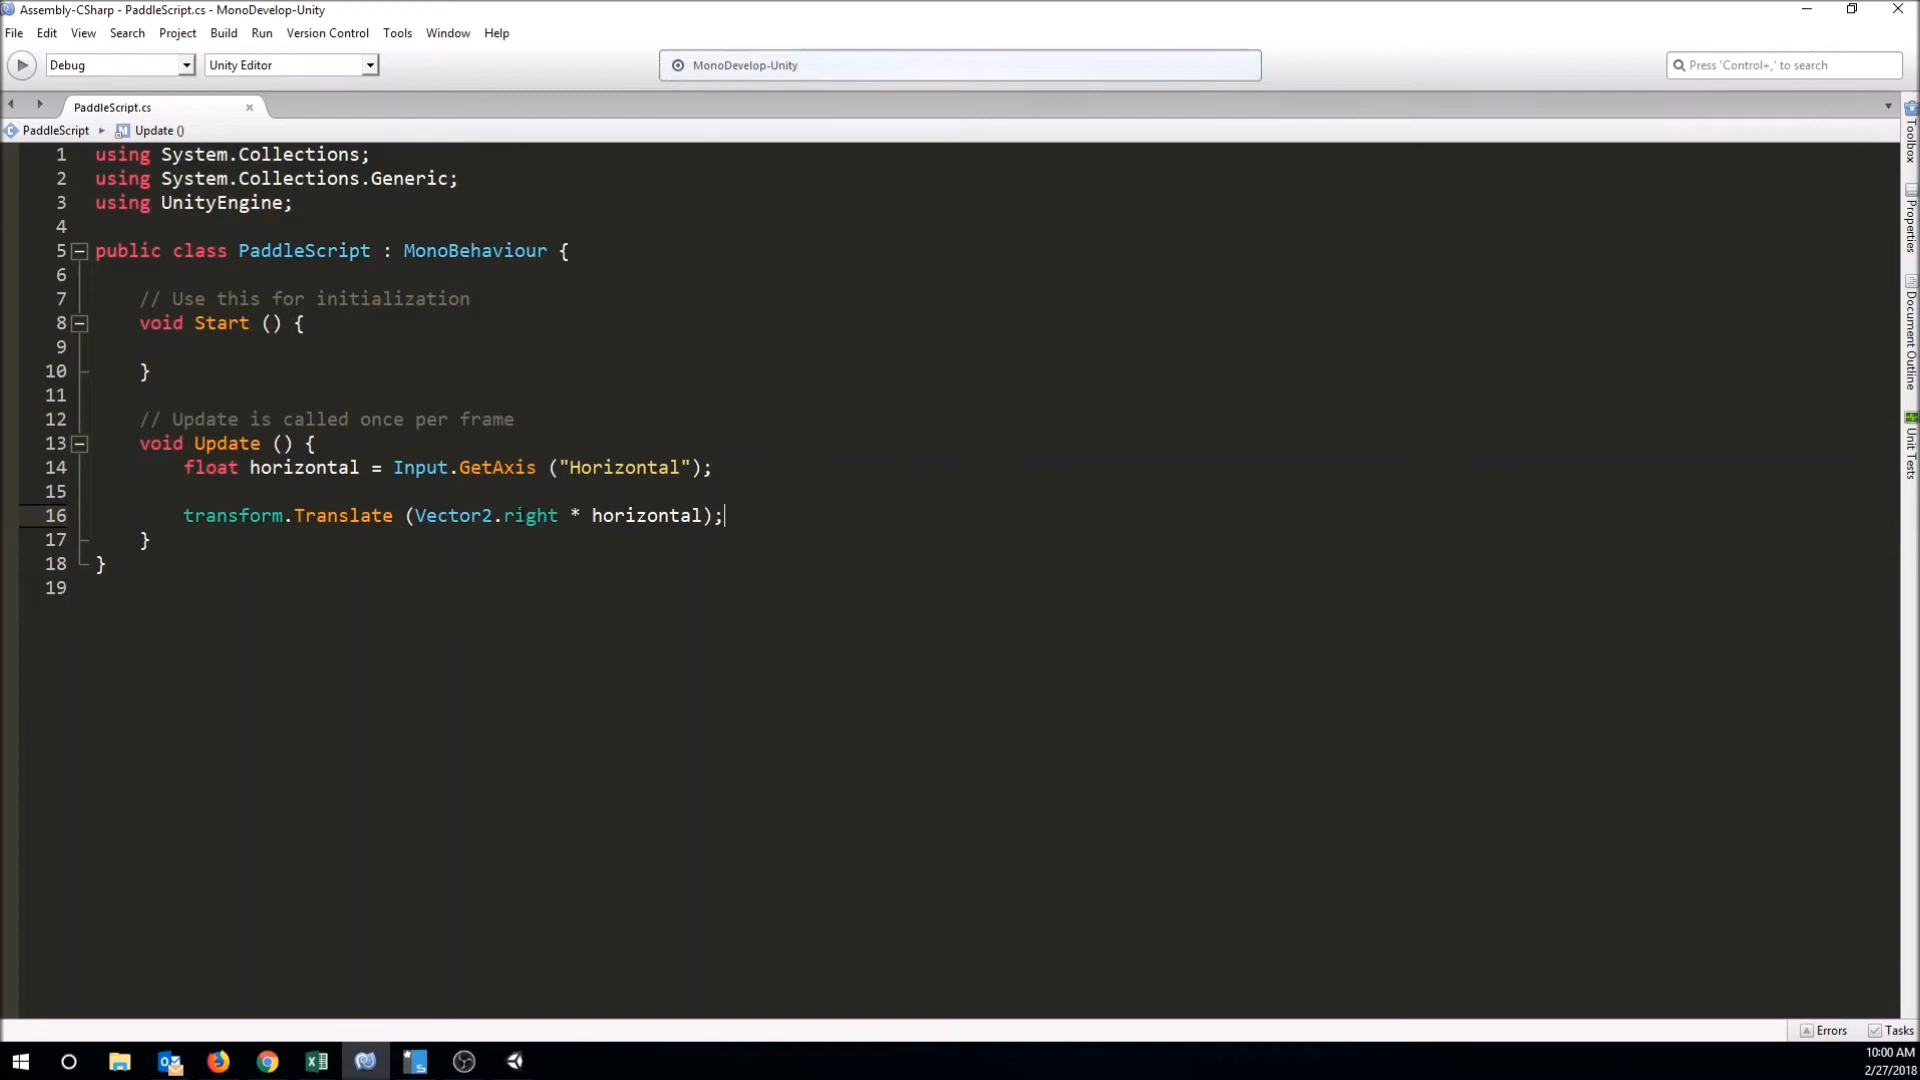 Assembly-CSharp - PaddleScript.cs - MonoDevelop-Unity
File Edit View Search Project Build Run Version Control Tools Window Help
Debug Unity Editor MonoDevelop-Unity Press 'Control+,' to search
PaddleScript.cs
PaddleScript Update ()
1 using System.Collections;
2 using System.Collections.Generic;
3 using UnityEngine;
4
5 public class PaddleScript : MonoBehaviour {
6
7 // Use this for initialization
8 void Start () {
9
10 }
11
12 // Update is called once per frame
13 void Update () {
14 float horizontal = Input.GetAxis ("Horizontal");
15
16 transform.Translate (Vector2.right * horizontal);
17 }
18 }
19
Toolbox
Properties
Document Outline
Unit Tests
Errors Tasks
10:00 AM
2/27/2018